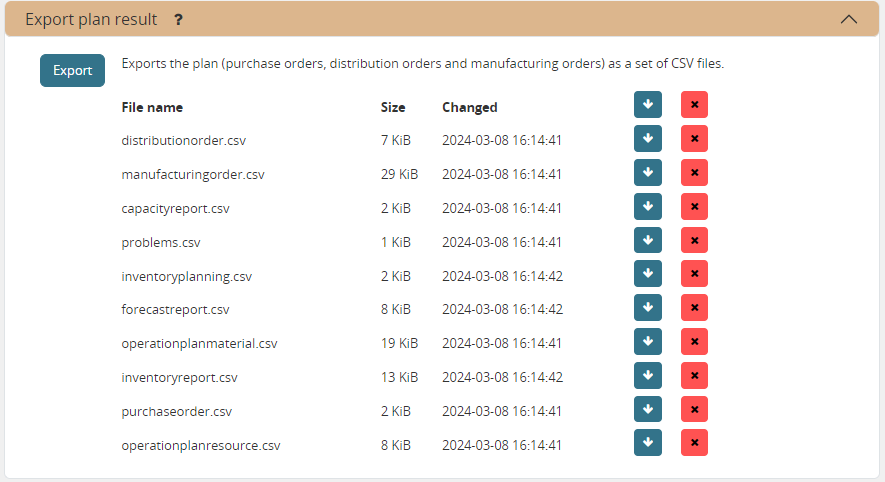 Export plan result ?
Export Exports the plan (purchase orders, distribution orders and manufacturing orders) as a set of CSV files.
File name Size Changed
distributionorder.csv 7 KiB 2024-03-08 16:14:41
manufacturingorder.csv 29 KiB 2024-03-08 16:14:41
capacityreport.csv 2 KiB 2024-03-08 16:14:41
problems.csv 1 KiB 2024-03-08 16:14:41
inventoryplanning.csv 2 KiB 2024-03-08 16:14:42
forecastreport.csv 8 KiB 2024-03-08 16:14:42
operationplanmaterial.csv 19 KiB 2024-03-08 16:14:41
inventoryreport.csv 13 KiB 2024-03-08 16:14:42
purchaseorder.csv 2 KiB 2024-03-08 16:14:41
operationplanresource.csv 8 KiB 2024-03-08 16:14:41